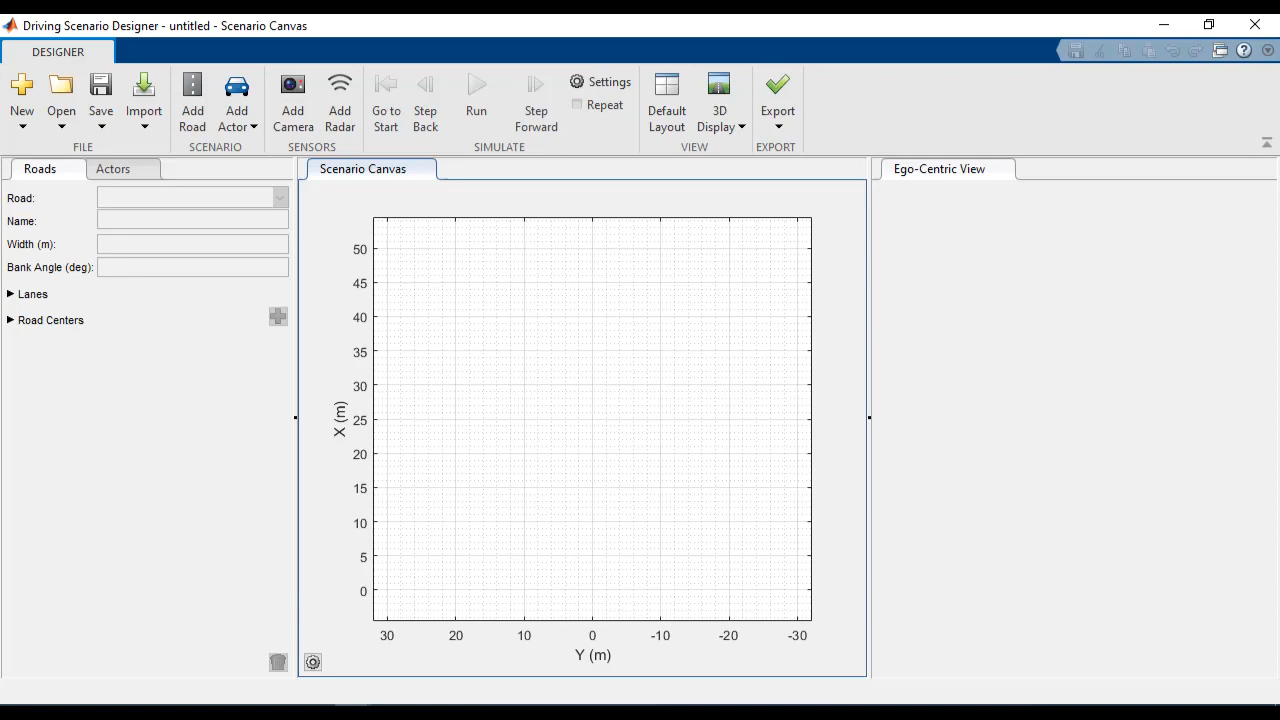 Driving Scenario Designer - untitled - Scenario Canvas
DESIGNER
New
Open
Save
Import
Add Road
Add Actor
Add Camera
Add Radar
Go to Start
Step Back
Run
Step Forward
Settings
Repeat
Default Layout
3D Display
Export
FILE
SCENARIO
SENSORS
SIMULATE
VIEW
EXPORT
Roads
Actors
Road:
Name:
Width (m):
Bank Angle (deg):
Lanes
Road Centers
Scenario Canvas
50
45
40
35
30
25
20
15
10
5
0
X (m)
30 20 10 0 -10 -20 -30
Y (m)
Ego-Centric View